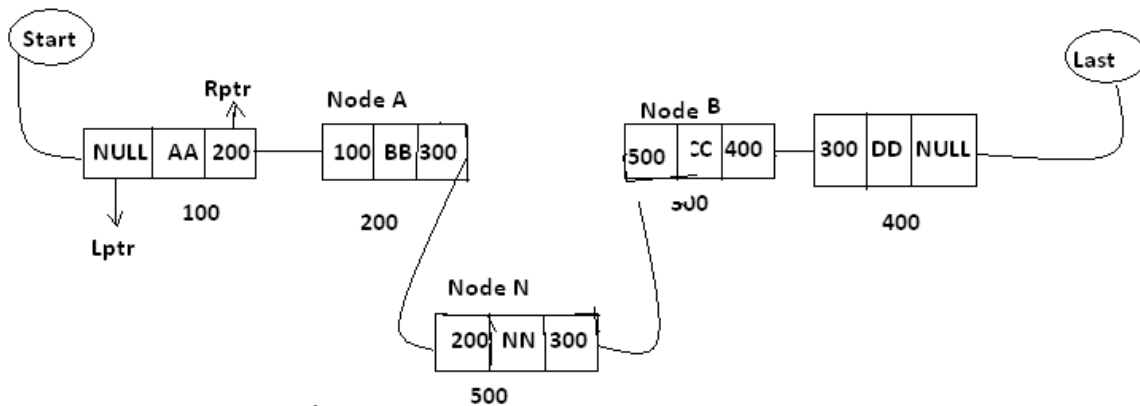 Start
Last
Rptr
Node A
Node B
NULL AA 200
100 BB 300
500 CC 400
300 DD NULL
100
200
300
400
Lptr
Node N
200 NN 300
500